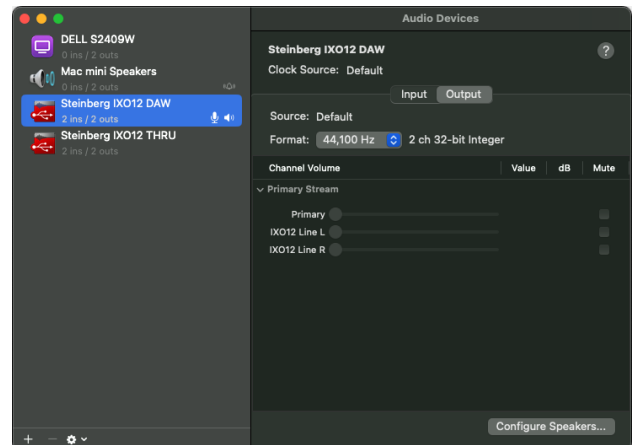 Audio Devices
DELL S2409W
0 ins / 2 outs
Mac mini Speakers
0 ins / 2 outs
Steinberg IXO12 DAW
2 ins / 2 outs
Steinberg IXO12 THRU
2 ins / 2 outs
Steinberg IXO12 DAW
?
Clock Source: Default
Input Output
Source: Default
Format: 44,100 Hz 2 ch 32-bit Integer
Channel Volume Value dB Mute
Primary Stream
Primary
IXO12 Line L
IXO12 Line R
Configure Speakers...